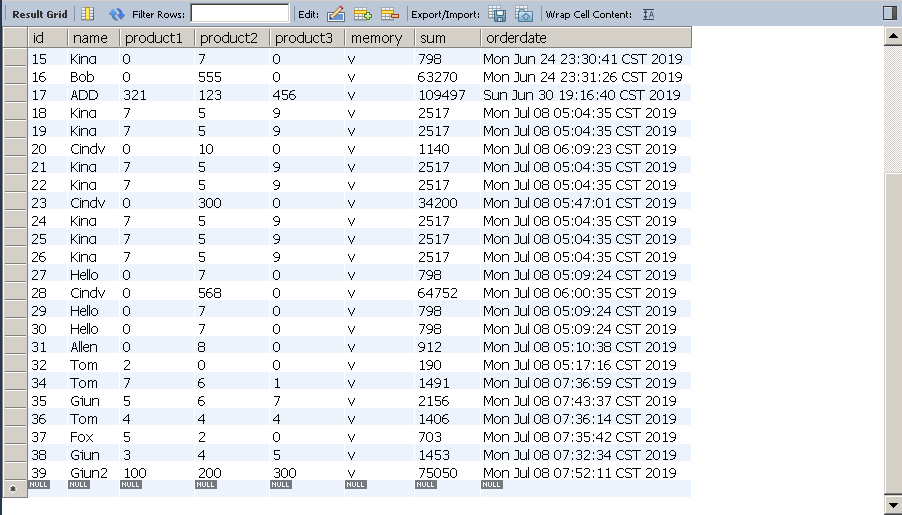 Result Grid Filter Rows: Edit: Export/Import: Wrap Cell Content: IA
id name product1 product2 product3 memory sum orderdate
15 Kina 0 7 0 v 798 Mon Jun 24 23:30:41 CST 2019
16 Bob 0 555 0 v 63270 Mon Jun 24 23:31:26 CST 2019
17 ADD 321 123 456 v 109497 Sun Jun 30 19:16:40 CST 2019
18 Kina 7 5 9 v 2517 Mon Jul 08 05:04:35 CST 2019
19 Kina 7 5 9 v 2517 Mon Jul 08 05:04:35 CST 2019
20 Cindv 0 10 0 v 1140 Mon Jul 08 06:09:23 CST 2019
21 Kina 7 5 9 v 2517 Mon Jul 08 05:04:35 CST 2019
22 Kina 7 5 9 v 2517 Mon Jul 08 05:04:35 CST 2019
23 Cindv 0 300 0 v 34200 Mon Jul 08 05:47:01 CST 2019
24 Kina 7 5 9 v 2517 Mon Jul 08 05:04:35 CST 2019
25 Kina 7 5 9 v 2517 Mon Jul 08 05:04:35 CST 2019
26 Kina 7 5 9 v 2517 Mon Jul 08 05:04:35 CST 2019
27 Hello 0 7 0 v 798 Mon Jul 08 05:09:24 CST 2019
28 Cindv 0 568 0 v 64752 Mon Jul 08 06:00:35 CST 2019
29 Hello 0 7 0 v 798 Mon Jul 08 05:09:24 CST 2019
30 Hello 0 7 0 v 798 Mon Jul 08 05:09:24 CST 2019
31 Allen 0 8 0 v 912 Mon Jul 08 05:10:38 CST 2019
32 Tom 2 0 0 v 190 Mon Jul 08 05:17:16 CST 2019
34 Tom 7 6 1 v 1491 Mon Jul 08 07:36:59 CST 2019
35 Giun 5 6 7 v 2156 Mon Jul 08 07:43:37 CST 2019
36 Tom 4 4 4 v 1406 Mon Jul 08 07:36:14 CST 2019
37 Fox 5 2 0 v 703 Mon Jul 08 07:35:42 CST 2019
38 Giun 3 4 5 v 1453 Mon Jul 08 07:32:34 CST 2019
39 Giun2 100 200 300 v 75050 Mon Jul 08 07:52:11 CST 2019
NULL NULL NULL NULL NULL NULL NULL NULL